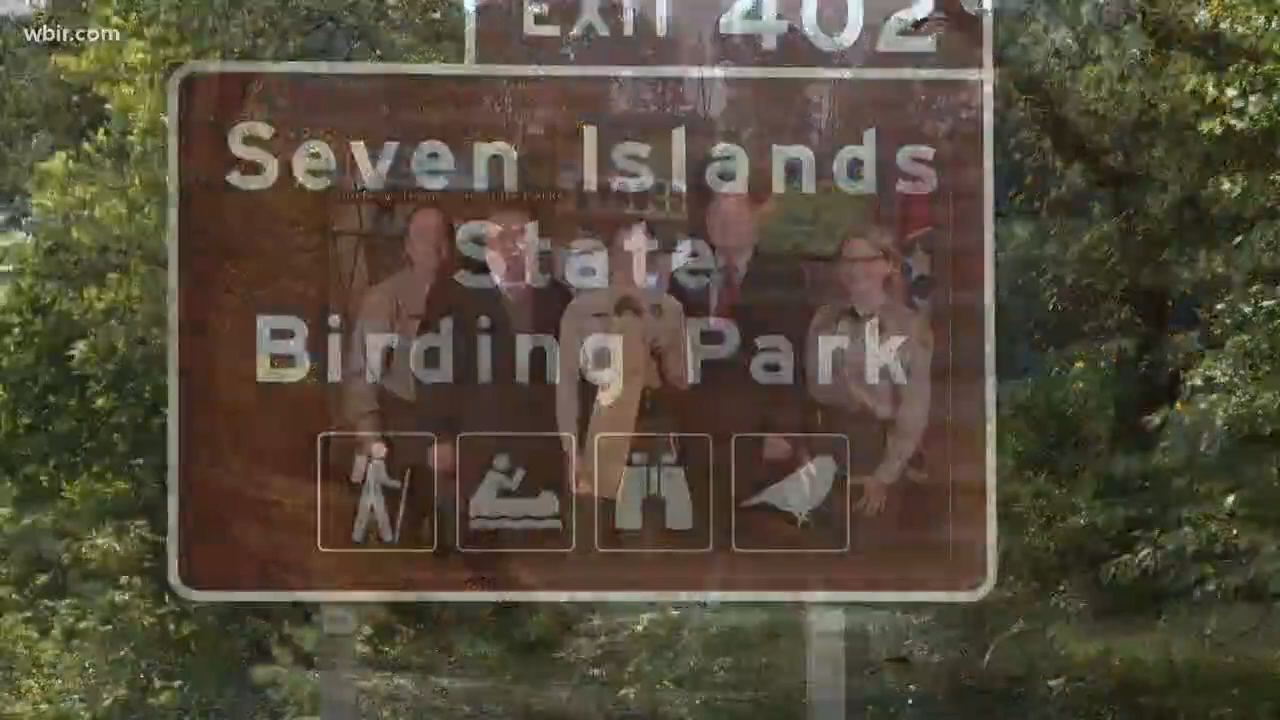 wbir.com
EXIT 402
Seven Islands
State
Birding Park